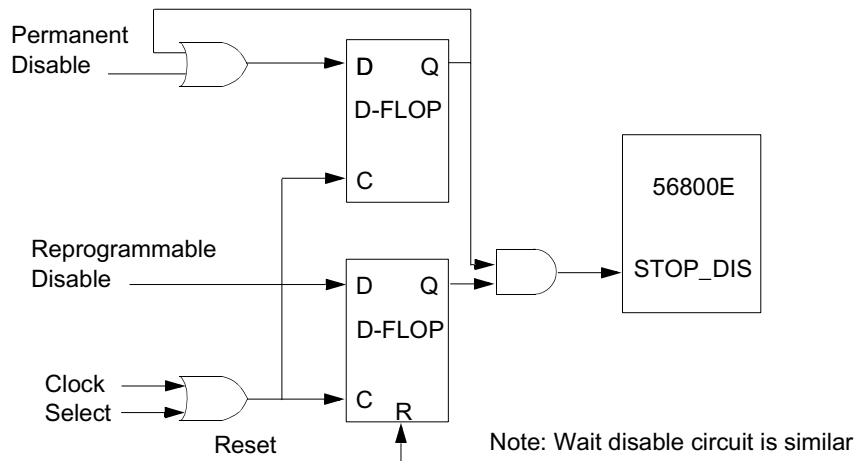 Permanent
Disable
D Q
D-FLOP
C
56800E
STOP_DIS
Reprogrammable
Disable
D Q
D-FLOP
C
R
Clock
Select
Reset
Note: Wait disable circuit is similar